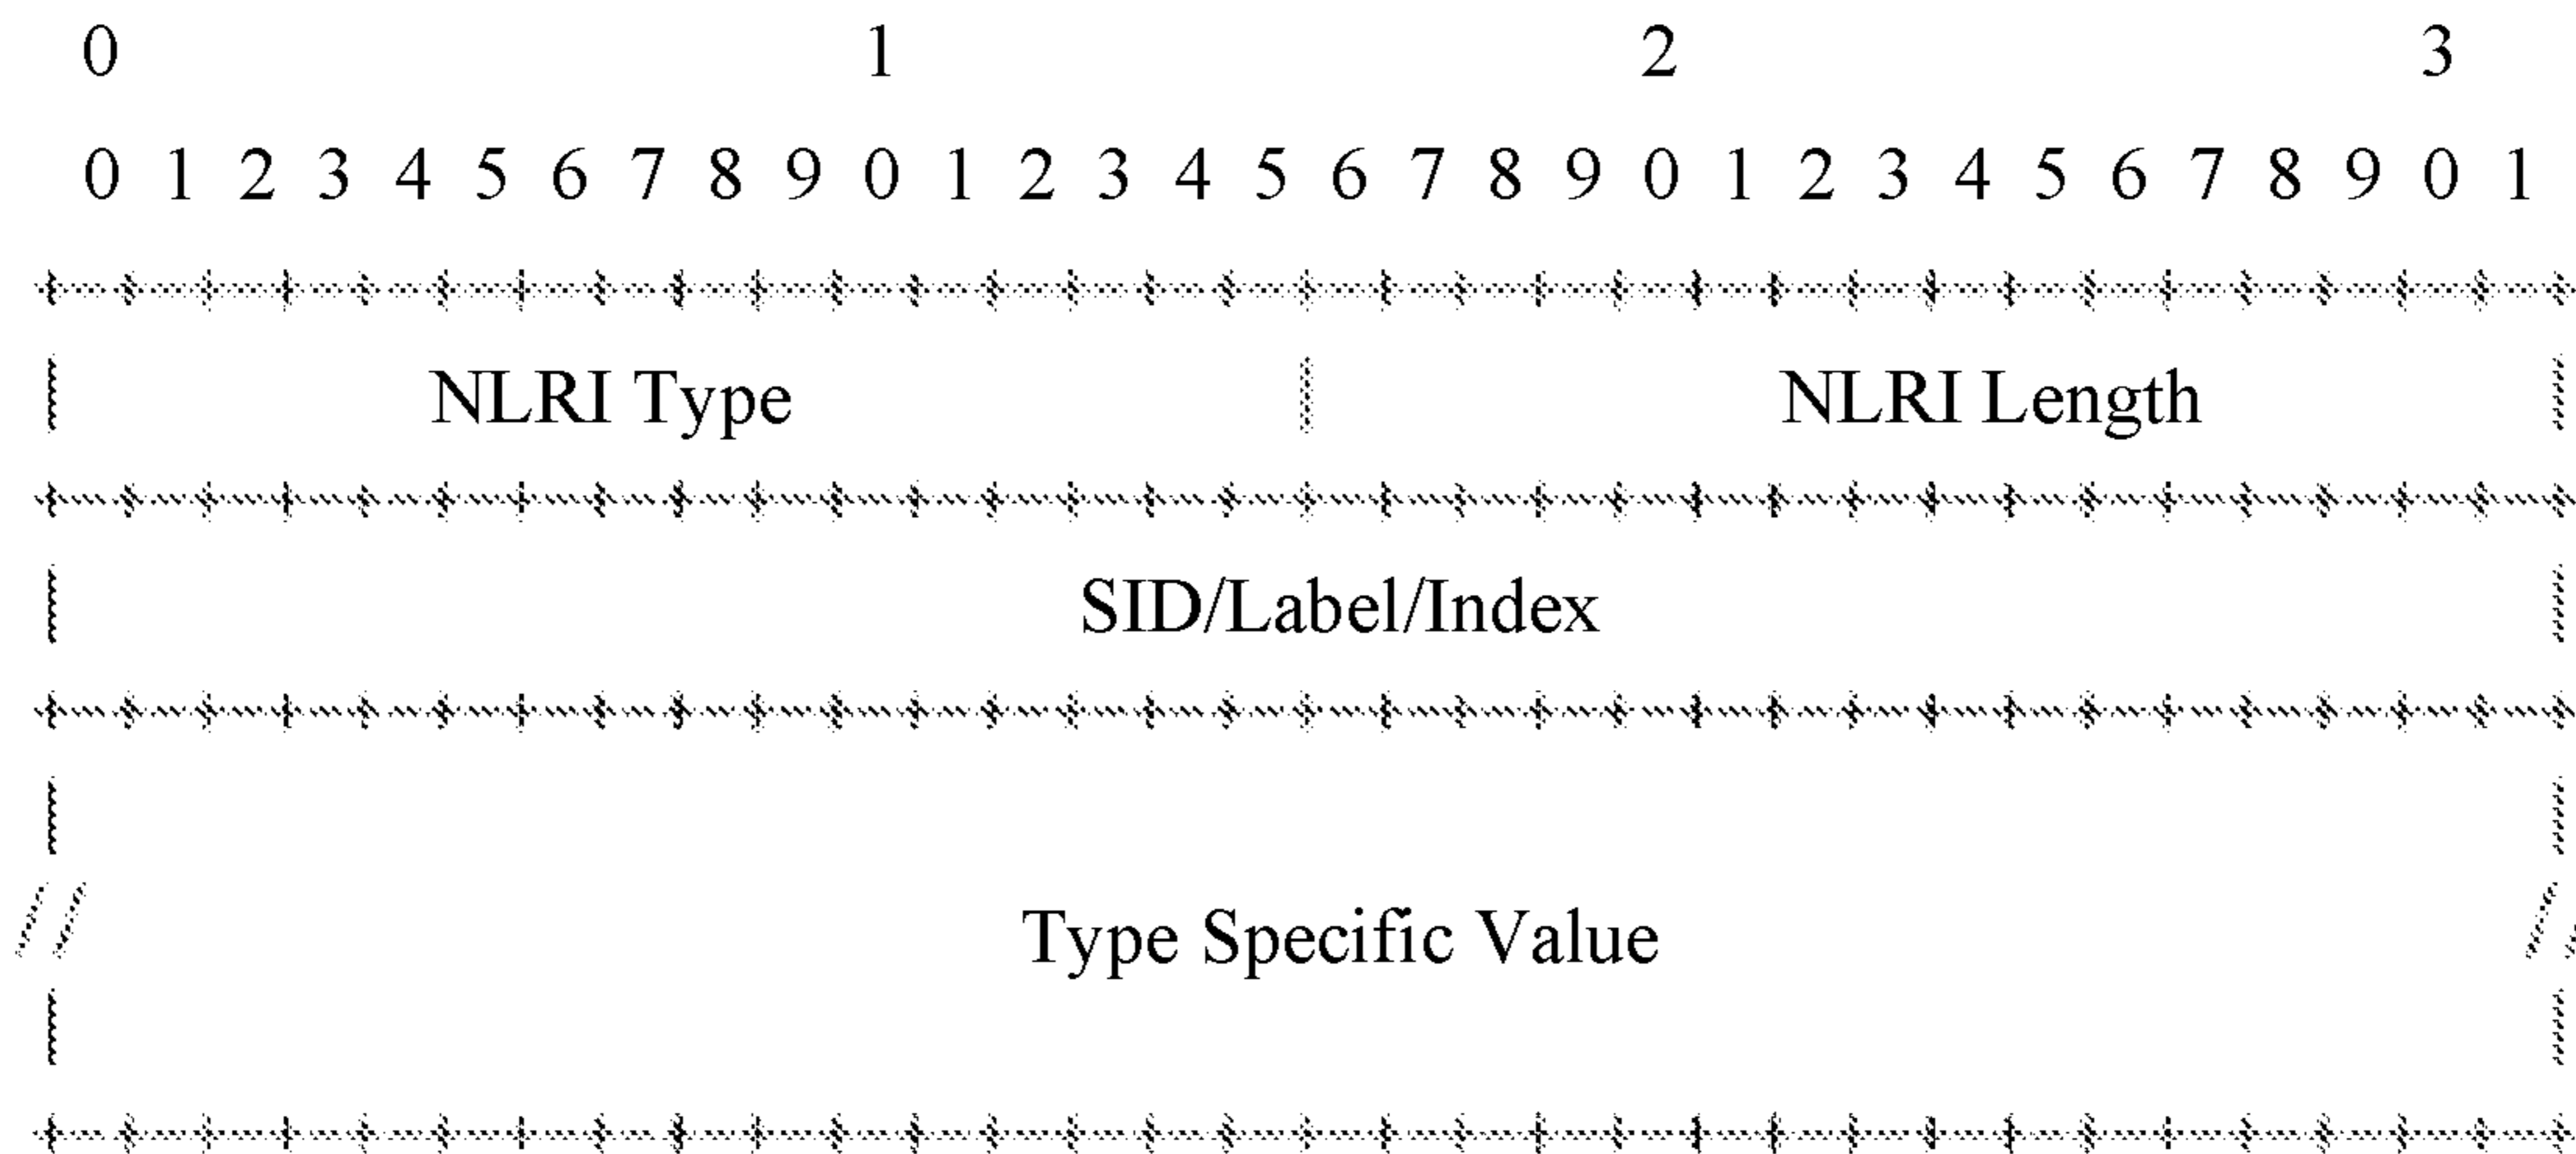 0 1 2 3
0 1 2 3 4 5 6 7 8 9 0 1 2 3 4 5 6 7 8 9 0 1 2 3 4 5 6 7 8 9 0 1
+-+-+-+-+-+-+-+-+-+-+-+-+-+-+-+-+-+-+-+-+-+-+-+-+-+-+-+-+-+-+-+-+
| NLRI Type | NLRI Length |
+-+-+-+-+-+-+-+-+-+-+-+-+-+-+-+-+-+-+-+-+-+-+-+-+-+-+-+-+-+-+-+-+
| SID/Label/Index |
+-+-+-+-+-+-+-+-+-+-+-+-+-+-+-+-+-+-+-+-+-+-+-+-+-+-+-+-+-+-+-+-+
| |
// Type Specific Value //
| |
+-+-+-+-+-+-+-+-+-+-+-+-+-+-+-+-+-+-+-+-+-+-+-+-+-+-+-+-+-+-+-+-+